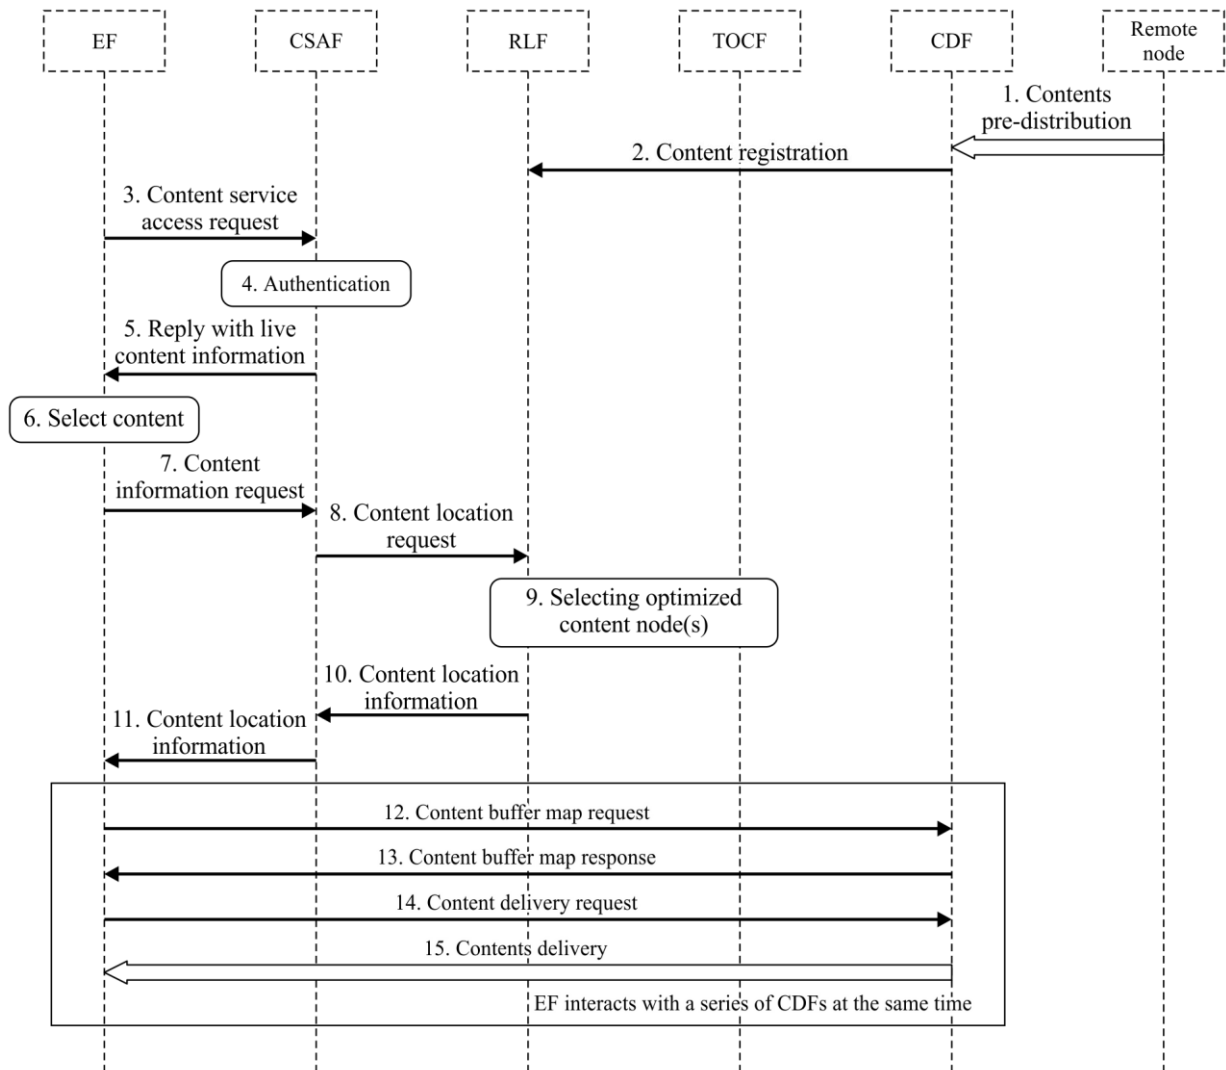 EF
CSAF
RLF
TOCF
CDF
Remote
node
1. Contents
pre-distribution
2. Content registration
3. Content service
access request
4. Authentication
5. Reply with live
content information
6. Select content
7. Content
information request
8. Content location
request
9. Selecting optimized
content node(s)
10. Content location
information
11. Content location
information
12. Content buffer map request
13. Content buffer map response
14. Content delivery request
15. Contents delivery
EF interacts with a series of CDFs at the same time